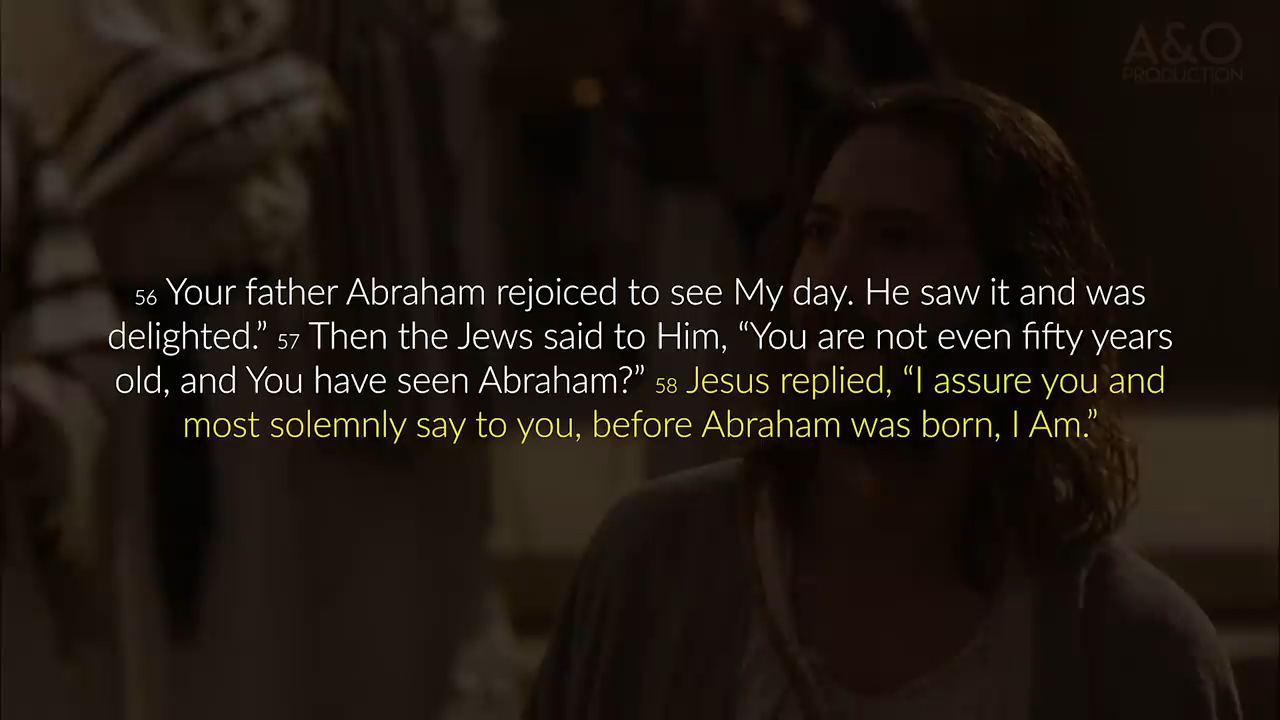 A&O
PRODUCTION
56 Your father Abraham rejoiced to see My day. He saw it and was
delighted.” 57 Then the Jews said to Him, “You are not even fifty years
old, and You have seen Abraham?” 58 Jesus replied, “I assure you and
most solemnly say to you, before Abraham was born, I Am.”